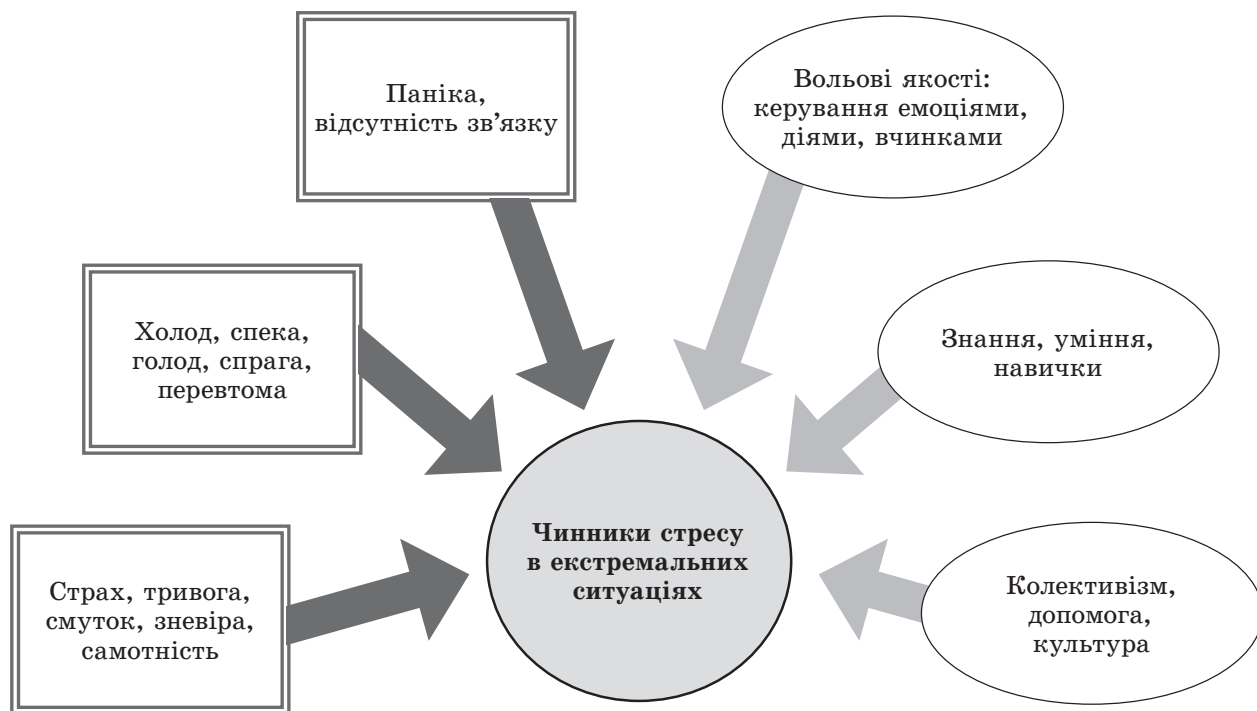 Паніка,
відсутність зв’язку
Вольові якості:
керування емоціями,
діями, вчинками
Холод, спека,
голод, спрага,
перевтома
Знання, уміння,
навички
Страх, тривога,
смуток, зневіра,
самотність
Чинники стресу
в екстремальних
ситуаціях
Колективізм,
допомога,
культура